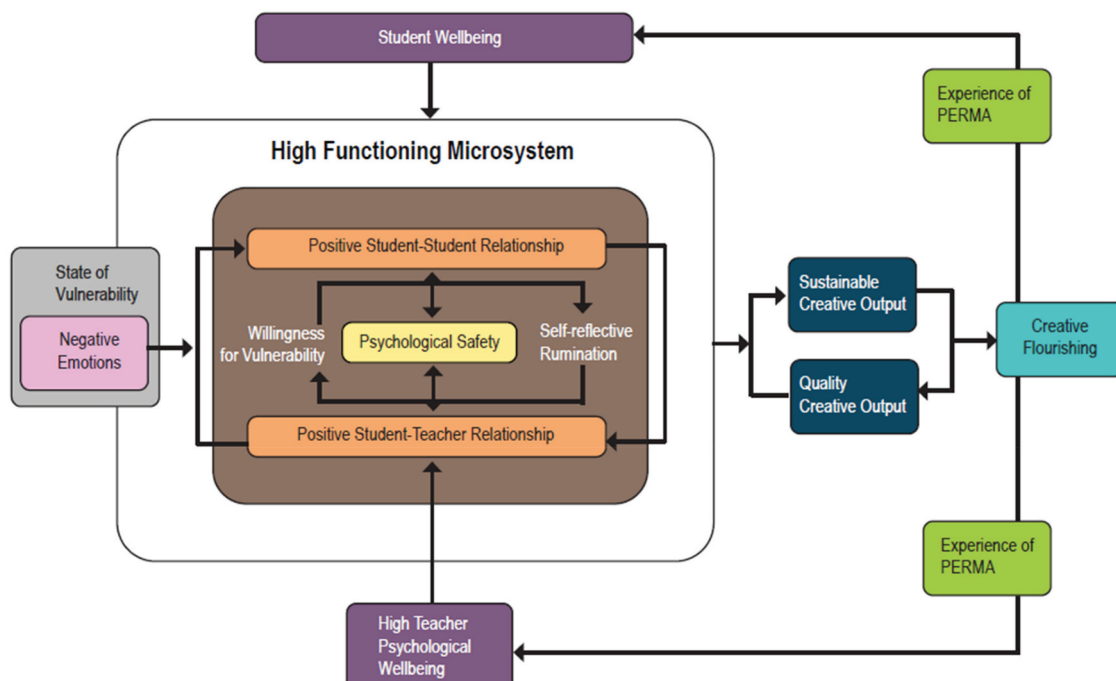 Student Wellbeing
Experience of
PERMA
High Functioning Microsystem
Positive Student-Student Relationship
State of
Vulnerability
Negative
Emotions
Willingness
for Vulnerability
Psychological Safety
Self-reflective
Rumination
Positive Student-Teacher Relationship
Sustainable
Creative Output
Quality
Creative Output
Creative
Flourishing
Experience of
PERMA
High Teacher
Psychological
Wellbeing